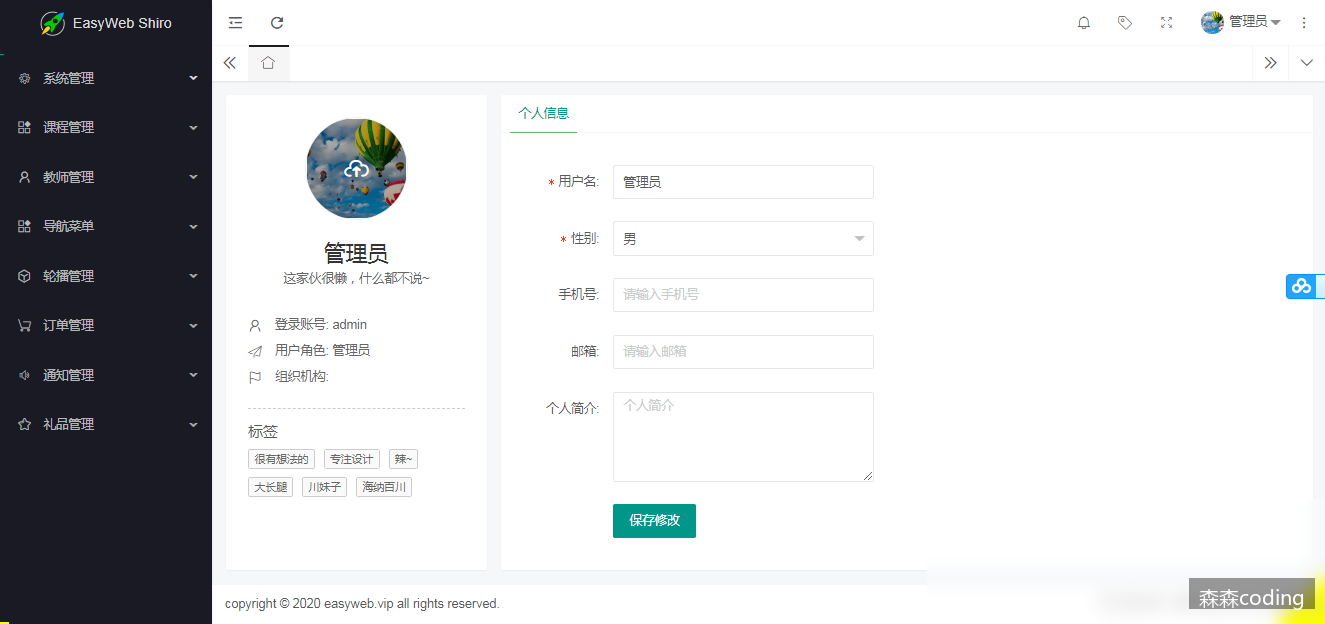 EasyWeb Shiro
管理员
系统管理
课程管理
教师管理
导航菜单
轮播管理
订单管理
通知管理
礼品管理
管理员
这家伙很懒，什么都不说~
登录账号: admin
用户角色: 管理员
组织机构:
标签
很有想法的 专注设计 辣~
大长腿 川妹子 海纳百川
个人信息
* 用户名: 管理员
* 性别: 男
手机号: 请输入手机号
邮箱: 请输入邮箱
个人简介: 个人简介
保存修改
copyright © 2020 easyweb.vip all rights reserved.
森森coding